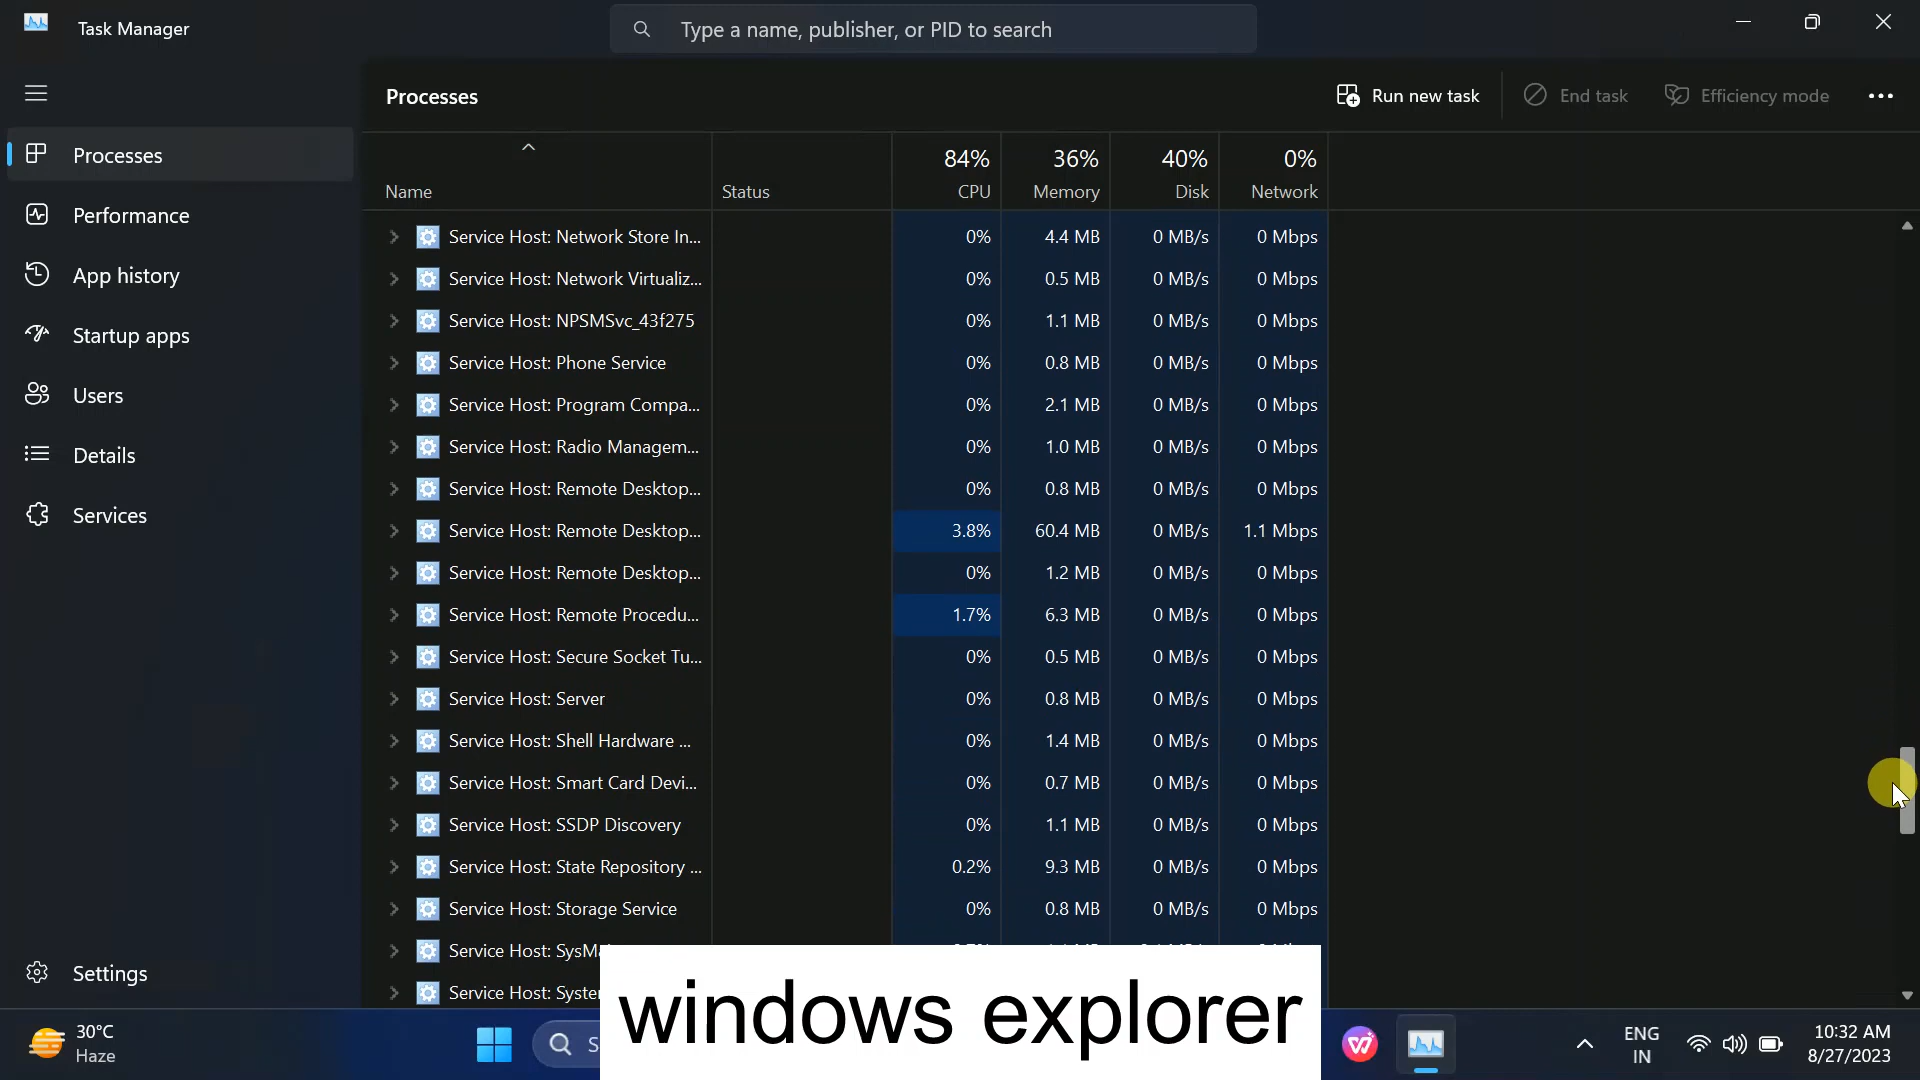 Task Manager
Type a name, publisher, or PID to search
Processes
Run new task
End task
Efficiency mode
Processes
Performance
App history
Startup apps
Users
Details
Services
Settings
84% 36% 40% 0%
Name Status CPU Memory Disk Network
Service Host: Network Store In... 0% 4.4 MB 0 MB/s 0 Mbps
Service Host: Network Virtualiz... 0% 0.5 MB 0 MB/s 0 Mbps
Service Host: NPSMSvc_43f275 0% 1.1 MB 0 MB/s 0 Mbps
Service Host: Phone Service 0% 0.8 MB 0 MB/s 0 Mbps
Service Host: Program Compa... 0% 2.1 MB 0 MB/s 0 Mbps
Service Host: Radio Managem... 0% 1.0 MB 0 MB/s 0 Mbps
Service Host: Remote Desktop... 0% 0.8 MB 0 MB/s 0 Mbps
Service Host: Remote Desktop... 3.8% 60.4 MB 0 MB/s 1.1 Mbps
Service Host: Remote Desktop... 0% 1.2 MB 0 MB/s 0 Mbps
Service Host: Remote Procedu... 1.7% 6.3 MB 0 MB/s 0 Mbps
Service Host: Secure Socket Tu... 0% 0.5 MB 0 MB/s 0 Mbps
Service Host: Server 0% 0.8 MB 0 MB/s 0 Mbps
Service Host: Shell Hardware ... 0% 1.4 MB 0 MB/s 0 Mbps
Service Host: Smart Card Devi... 0% 0.7 MB 0 MB/s 0 Mbps
Service Host: SSDP Discovery 0% 1.1 MB 0 MB/s 0 Mbps
Service Host: State Repository ... 0.2% 9.3 MB 0 MB/s 0 Mbps
Service Host: Storage Service 0% 0.8 MB 0 MB/s 0 Mbps
Service Host:
Service Host:
windows explorer
30°C
Haze
ENG
IN
10:32 AM
8/27/2023